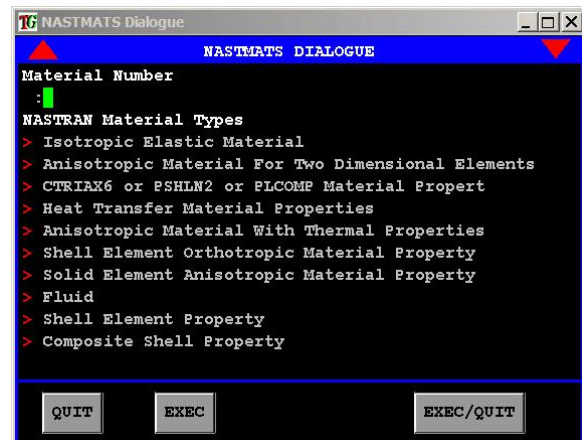 TG NASTMATS Dialogue
NASTMATS DIALOGUE
Material Number
:
NASTRAN Material Types
> Isotropic Elastic Material
> Anisotropic Material For Two Dimensional Elements
> CTRIAX6 or PSHLN2 or PLCOMP Material Propert
> Heat Transfer Material Properties
> Anisotropic Material With Thermal Properties
> Shell Element Orthotropic Material Property
> Solid Element Anisotropic Material Property
> Fluid
> Shell Element Property
> Composite Shell Property
QUIT EXEC EXEC/QUIT